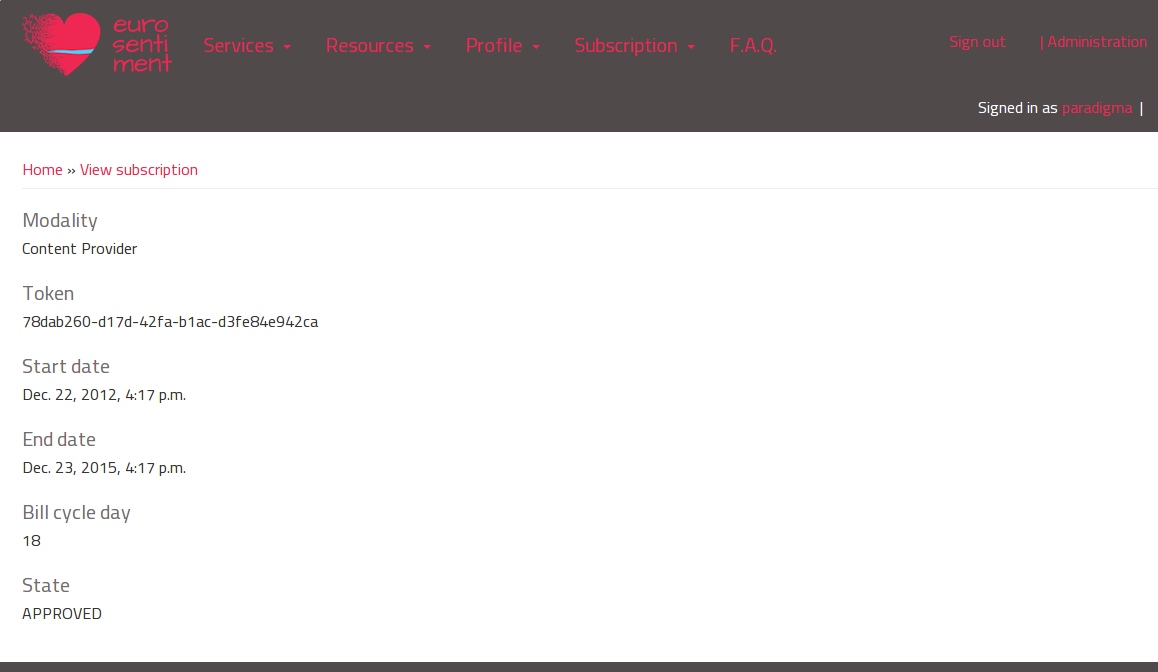 euro
senti
ment
Services Resources Profile Subscription F.A.Q.
Sign out | Administration
Signed in as paradigma |
Home » View subscription
Modality
Content Provider
Token
78dab260-d17d-42fa-b1ac-d3fe84e942ca
Start date
Dec. 22, 2012, 4:17 p.m.
End date
Dec. 23, 2015, 4:17 p.m.
Bill cycle day
18
State
APPROVED